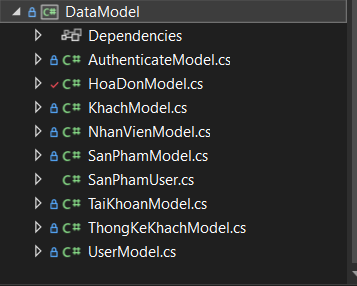 C# DataModel
Dependencies
C# AuthenticateModel.cs
C# HoaDonModel.cs
C# KhachModel.cs
C# NhanVienModel.cs
C# SanPhamModel.cs
C# SanPhamUser.cs
C# TaiKhoanModel.cs
C# ThongKeKhachModel.cs
C# UserModel.cs